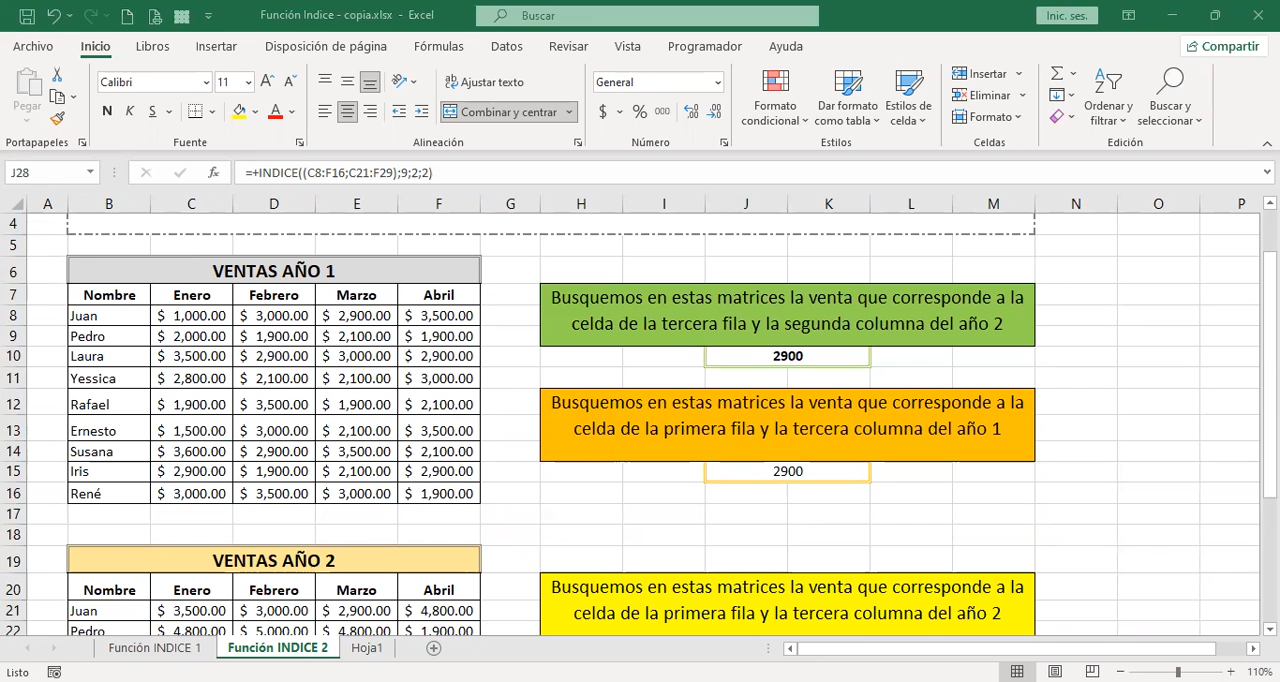 Función Indice - copia.xlsx - Excel
Buscar
Inic. ses.
Archivo Inicio Libros Insertar Disposición de página Fórmulas Datos Revisar Vista Programador Ayuda
Compartir
Pegar
Portapapeles
Calibri 11
N K S
Fuente
Ajustar texto
Combinar y centrar
Alineación
General
$ % 000
Número
Formato condicional
Dar formato como tabla
Estilos de celda
Estilos
Insertar
Eliminar
Formato
Celdas
Ordenar y filtrar
Buscar y seleccionar
Edición
J28 fx =+INDICE((C8:F16;C21:F29);9;2;2)
A B C D E F G H I J K L M N O P
4
5
6 VENTAS AÑO 1
7 Nombre Enero Febrero Marzo Abril
8 Juan $ 1,000.00 $ 3,000.00 $ 2,900.00 $ 3,500.00
9 Pedro $ 2,000.00 $ 1,900.00 $ 2,100.00 $ 1,900.00
10 Laura $ 3,500.00 $ 2,900.00 $ 3,000.00 $ 2,900.00
11 Yessica $ 2,800.00 $ 2,100.00 $ 2,100.00 $ 3,000.00
12 Rafael $ 1,900.00 $ 3,500.00 $ 1,900.00 $ 2,100.00
13 Ernesto $ 1,500.00 $ 3,000.00 $ 2,100.00 $ 3,500.00
14 Susana $ 3,600.00 $ 2,900.00 $ 3,500.00 $ 2,100.00
15 Iris $ 2,900.00 $ 1,900.00 $ 2,100.00 $ 2,900.00
16 René $ 3,000.00 $ 3,500.00 $ 3,000.00 $ 1,900.00
17
18
19 VENTAS AÑO 2
20 Nombre Enero Febrero Marzo Abril
21 Juan $ 3,500.00 $ 3,000.00 $ 2,900.00 $ 4,800.00
22 Pedro $ 4,800.00 $ 5,000.00 $ 4,800.00 $ 1,900.00
Busquemos en estas matrices la venta que corresponde a la
celda de la tercera fila y la segunda columna del año 2
2900
Busquemos en estas matrices la venta que corresponde a la
celda de la primera fila y la tercera columna del año 1
2900
Busquemos en estas matrices la venta que corresponde a la
celda de la primera fila y la tercera columna del año 2
Función INDICE 1 Función INDICE 2 Hoja1
Listo
110%